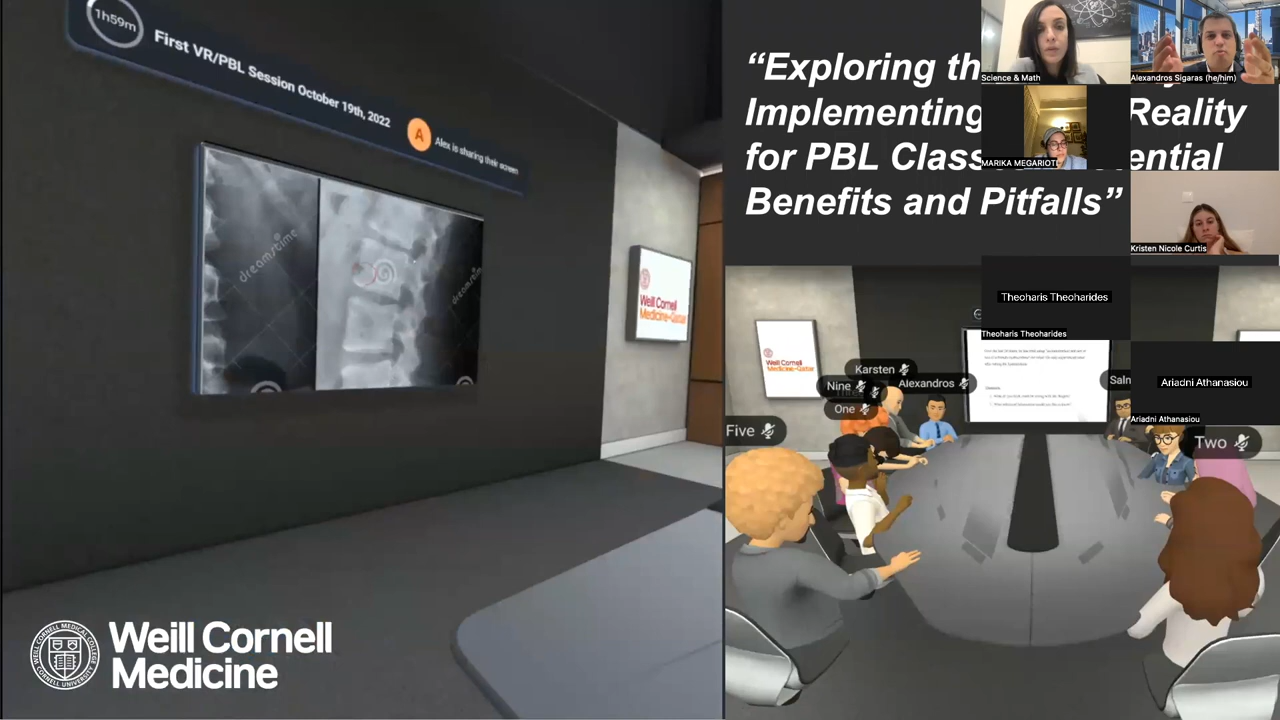 1h59m
First VR/PBL Session October 19th, 2022
A
Alex is sharing their screen
dreamstime
dreamstime
Weill Cornell
Medicine-Qatar
Weill Cornell
Medicine
“Exploring th
Implementing Reality
for PBL Class ential
Benefits and Pitfalls”
Science & Math
Alexandros Sigaras (he/him)
MARIKA MEGARIOTI
Kristen Nicole Curtis
Theoharis Theoharides
Theoharis Theoharides
Ariadni Athanasiou
Ariadni Athanasiou
Weill Cornell
Medicine-Qatar
Karsten
Nine
Alexandros
One
Five
Two